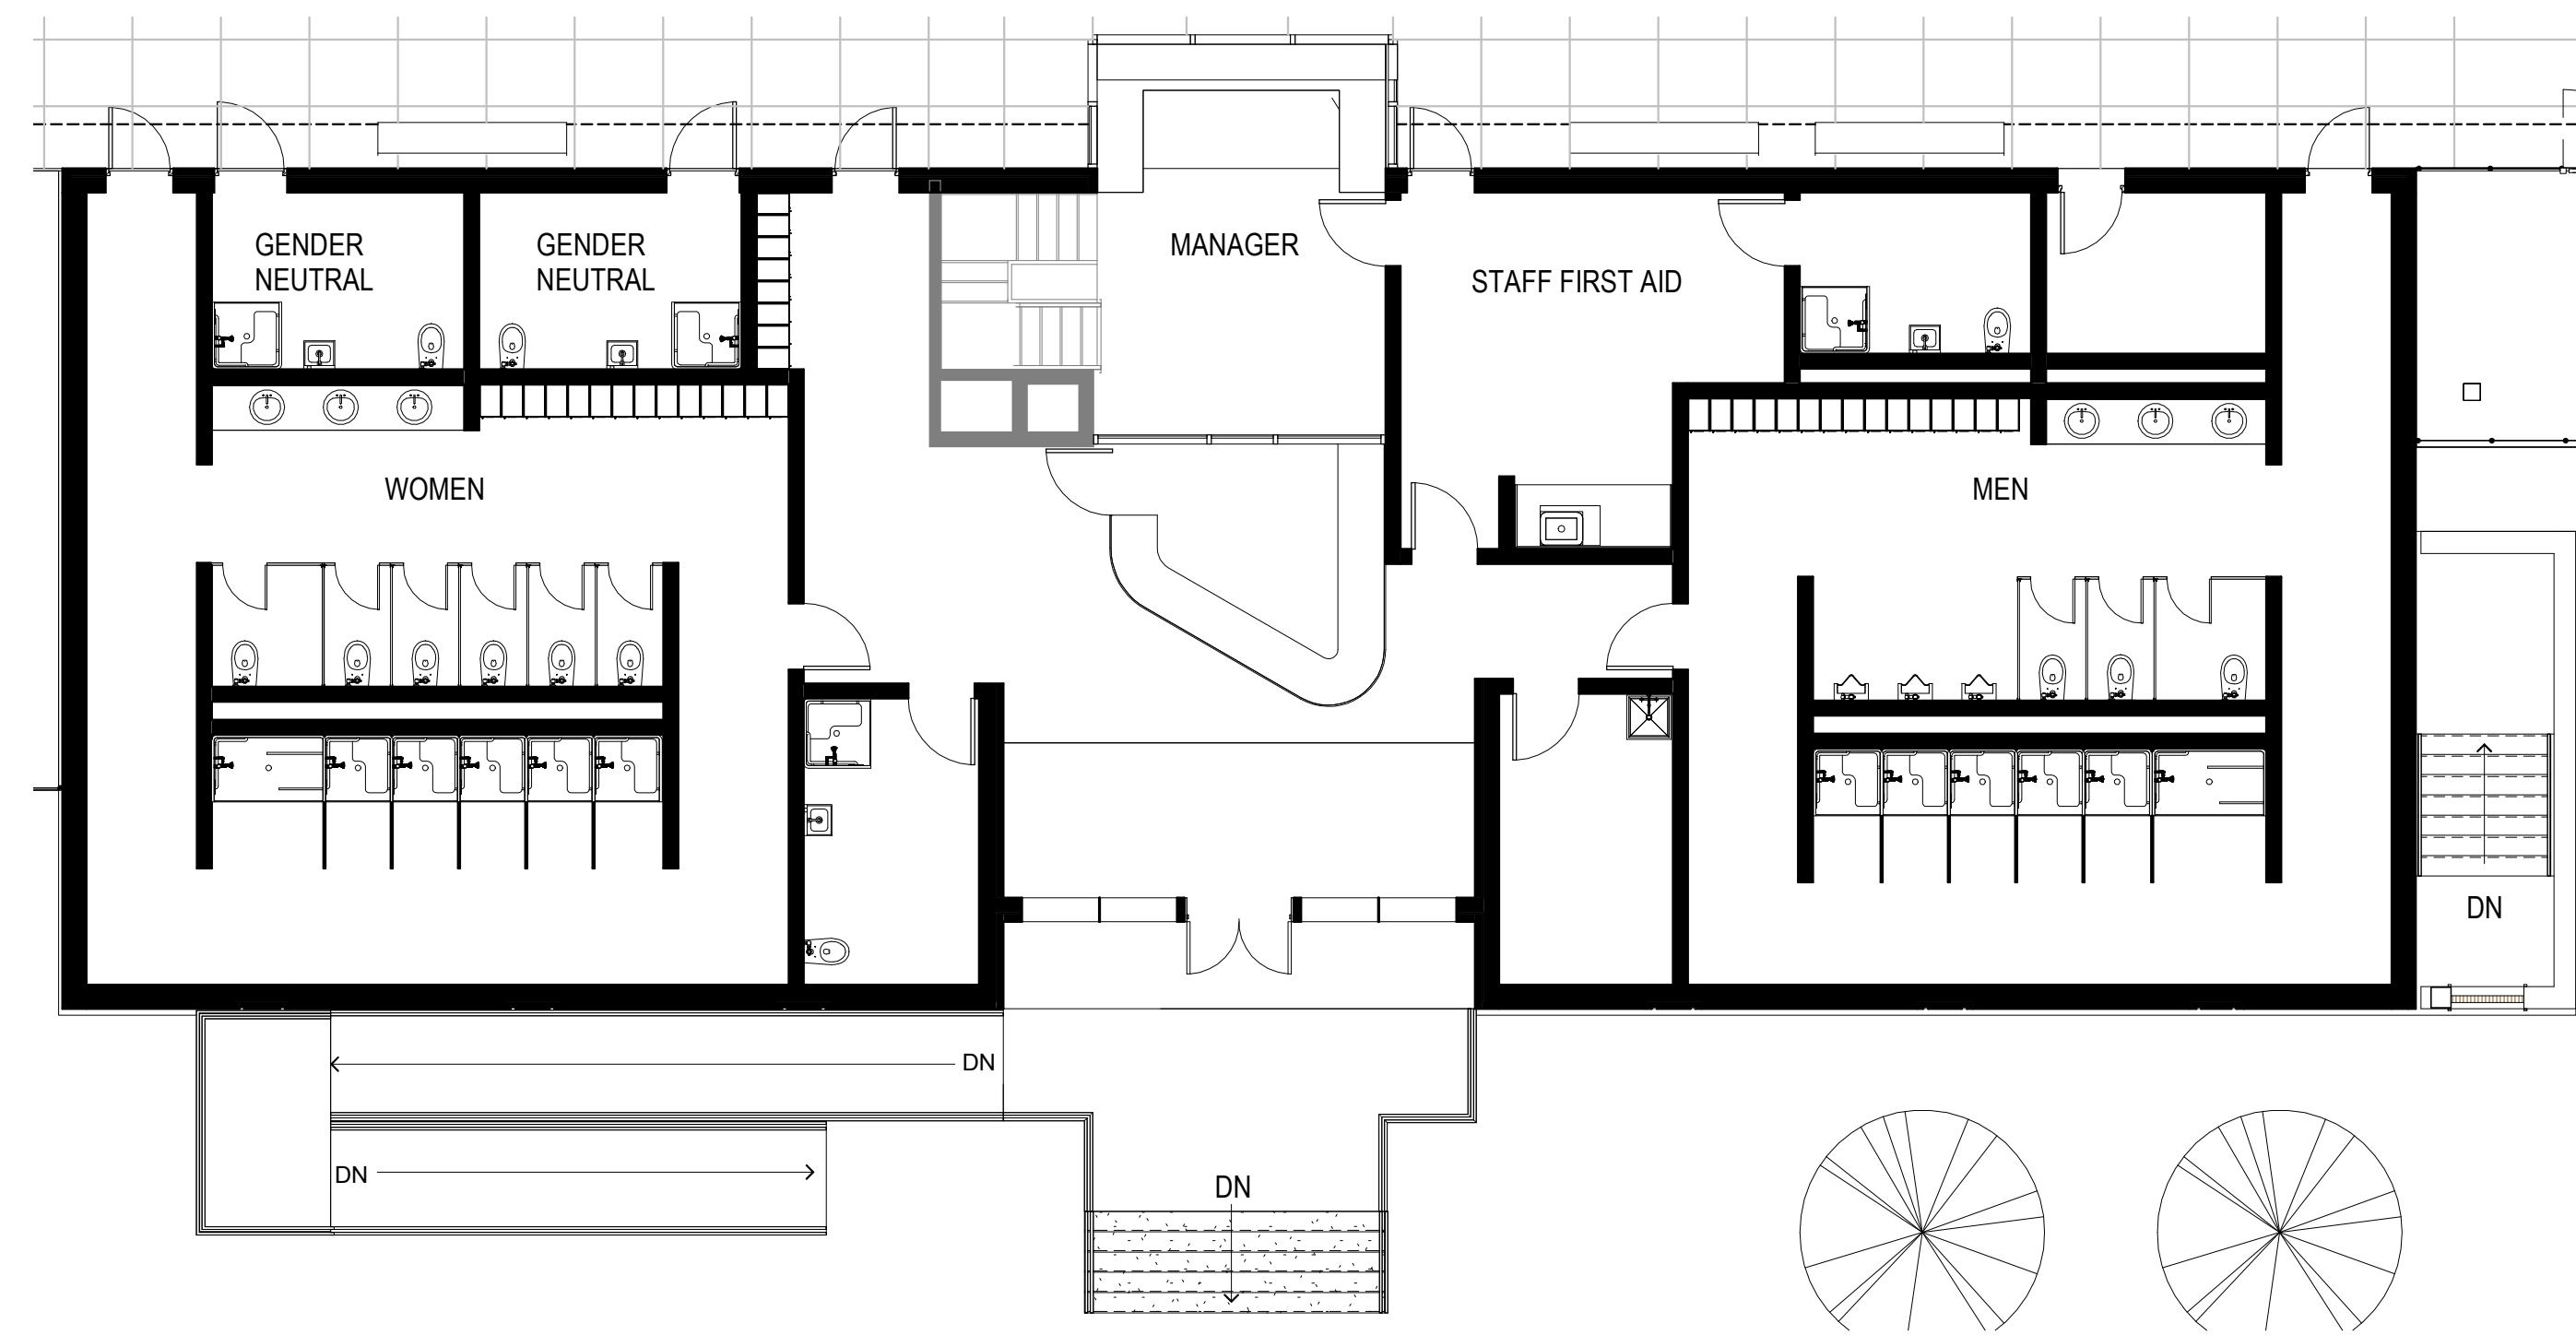 GENDER
NEUTRAL
GENDER
NEUTRAL
MANAGER
STAFF FIRST AID
WOMEN
MEN
DN
DN
DN
DN